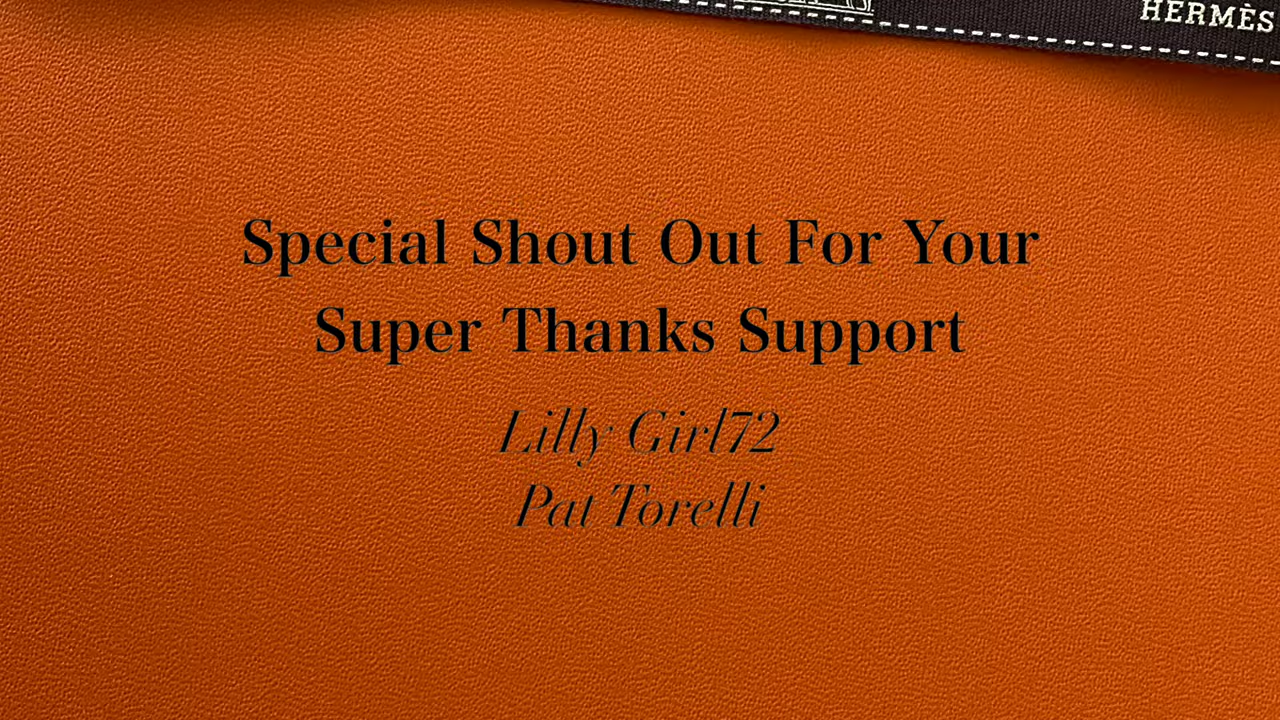 HERMÈS
Special Shout Out For Your
Super Thanks Support
Lilly Girl72
Pat Torelli